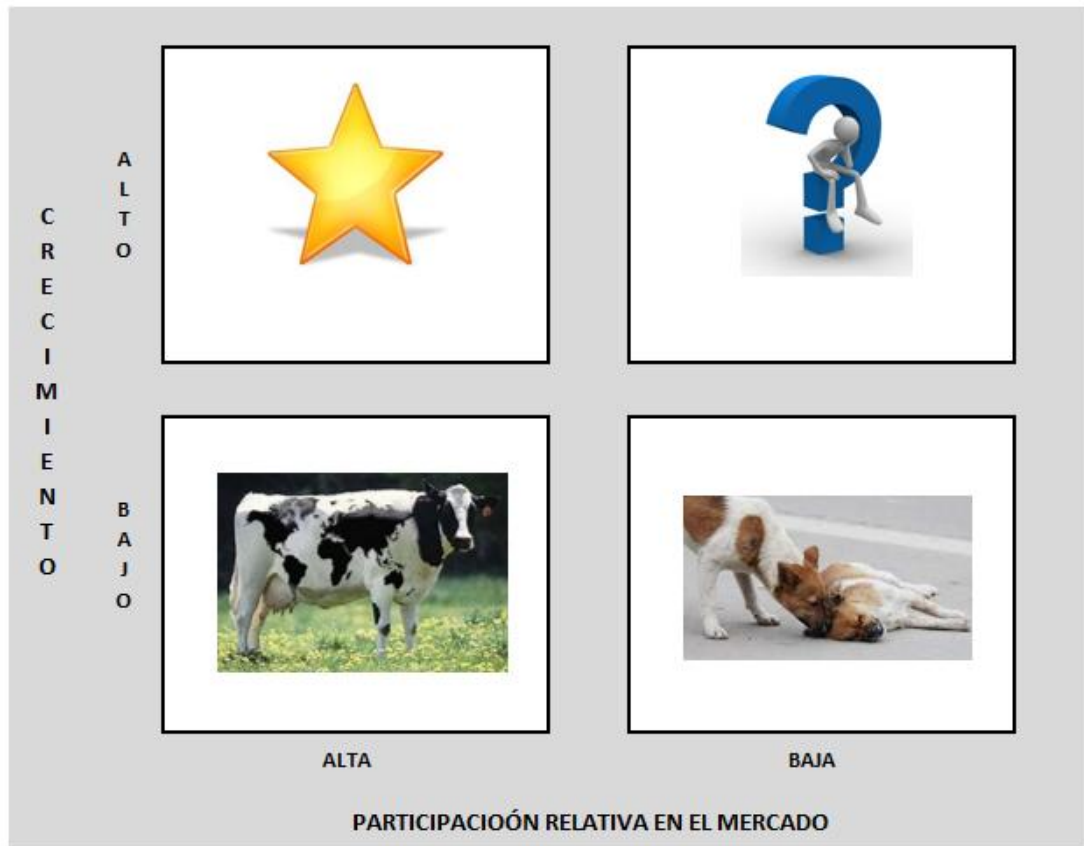 CRECIMIENTO
ALTO
BAJO
ALTA
BAJA
PARTICIPACIOÓN RELATIVA EN EL MERCADO